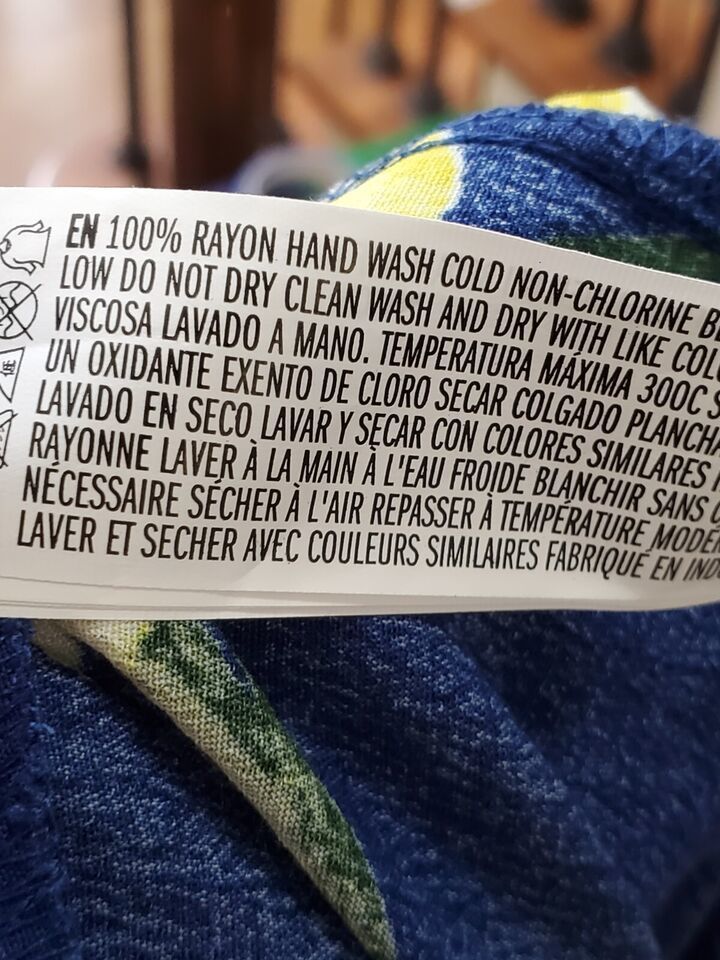 EN 100% RAYON HAND WASH COLD NON-CHLORINE
LOW DO NOT DRY CLEAN WASH AND DRY WITH LIKE
VISCOSA LAVADO A MANO. TEMPERATURA MÁXIMA 300C
UN OXIDANTE EXENTO DE CLORO SECAR COLGADO
LAVADO EN SECO LAVAR Y SECAR CON COLORES SIMILARES
RAYONNE LAVER À LA MAIN À L'EAU FROIDE BLANCHIR SANS
NÉCESSAIRE SÉCHER À L'AIR REPASSER À TEMPÉRATURE
LAVER ET SECHER AVEC COULEURS SIMILAIRES FABRIQUÉ EN